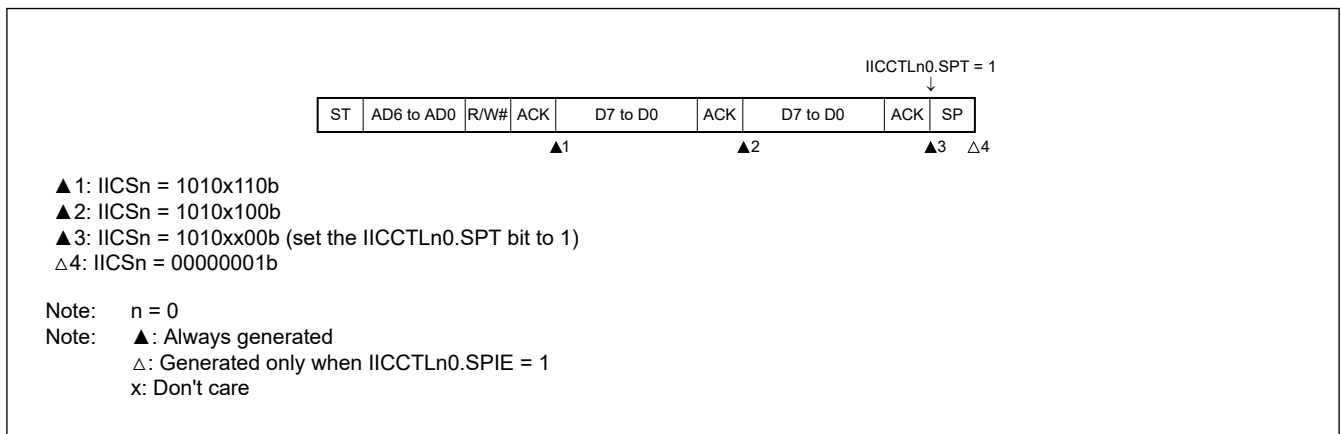 IICCTLn0.SPT = 1
↓
ST AD6 to AD0 R/W# ACK D7 to D0 ACK D7 to D0 ACK SP
▲1 ▲2 ▲3 △4
▲1: IICSn = 1010x110b
▲2: IICSn = 1010x100b
▲3: IICSn = 1010xx00b (set the IICCTLn0.SPT bit to 1)
△4: IICSn = 00000001b
Note: n = 0
Note: ▲: Always generated
△: Generated only when IICCTLn0.SPIE = 1
x: Don't care